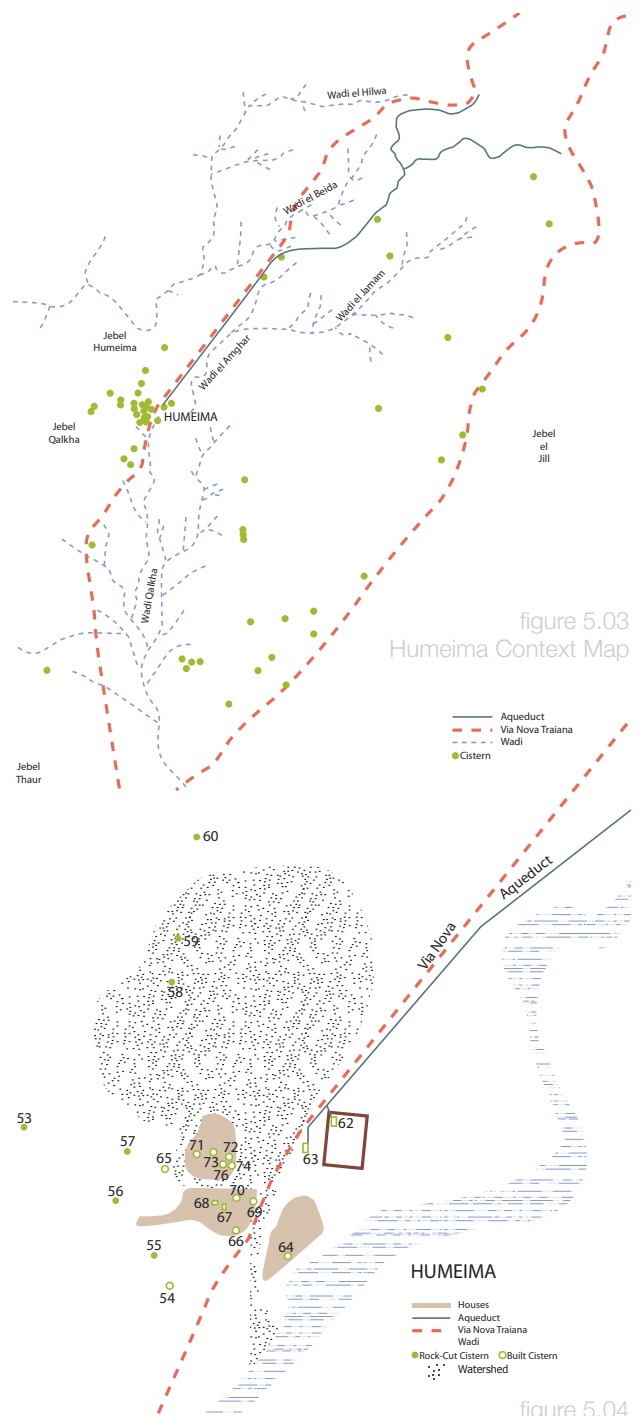 Wadi el Hilwa
Wadi el Beida
Wadi el Jamam
Jebel
Humeima
Wadi el Amghar
HUMEIMA
Jebel
Qalkha
Jebel
el
Jill
Wadi Qalkha
figure 5.03
Humeima Context Map
Aqueduct
Via Nova Traiana
Wadi
Cistern
Jebel
Thaur
60
Aqueduct
Via Nova
59
58
53
62
57
71
72
63
65
73
74
76
56
70
68
69
67
66
55
64
54
HUMEIMA
Houses
Aqueduct
Via Nova Traiana
Wadi
Rock-Cut Cistern Built Cistern
Watershed
figure 5.04